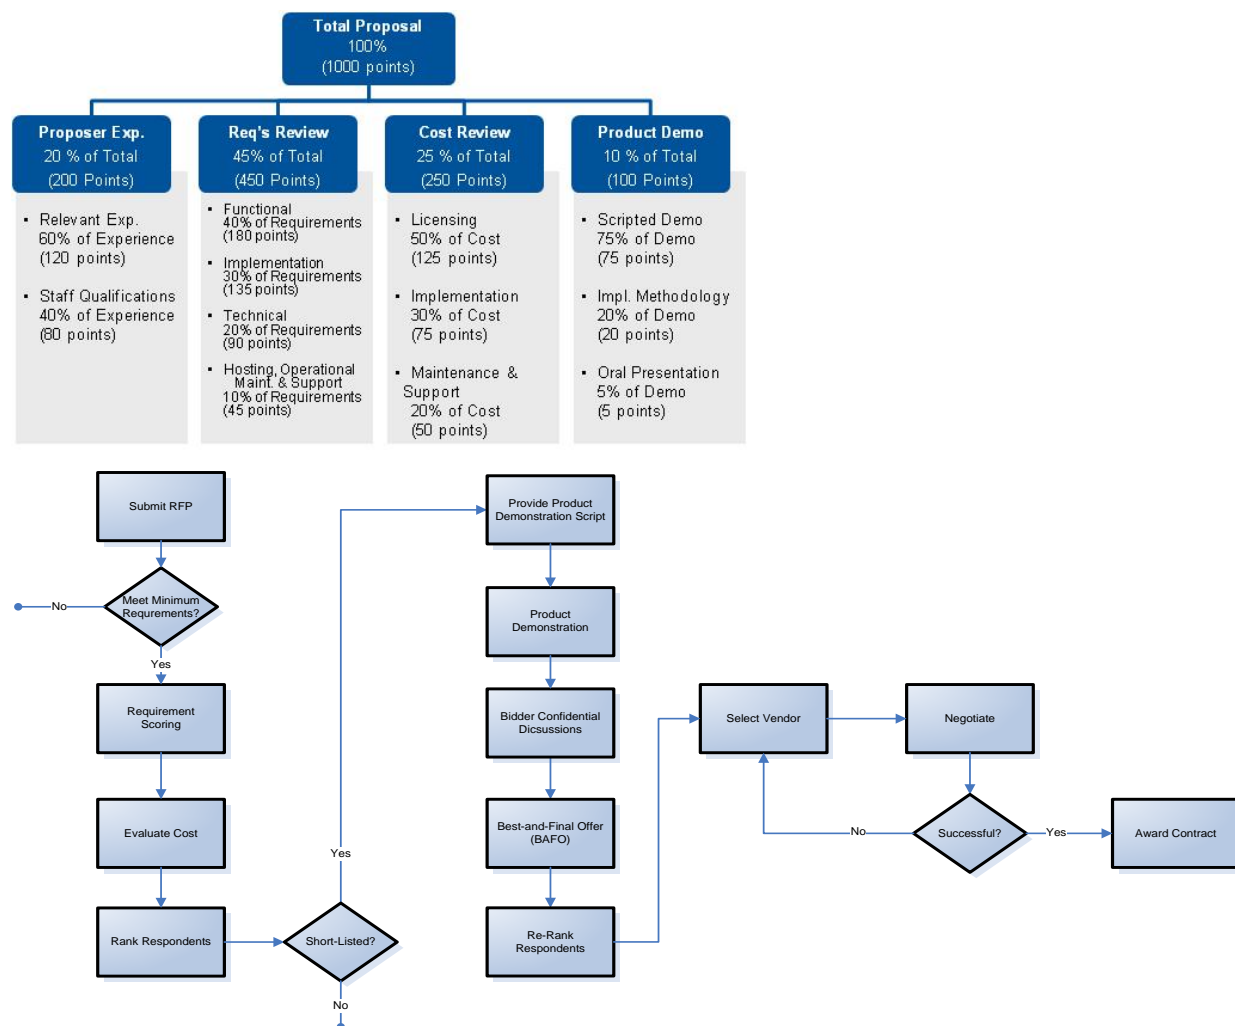 Total Proposal
100%
(1000 points)
Proposer Exp.
20 % of Total
(200 Points)
▪ Relevant Exp.
60% of Experience
(120 points)
▪ Staff Qualifications
40% of Experience
(80 points)
Req's Review
45% of Total
(450 Points)
▪ Functional
40% of Requirements
(180 points)
▪ Implementation
30% of Requirements
(135 points)
▪ Technical
20% of Requirements
(90 points)
▪ Hosting, Operational
Maint. & Support
10% of Requirements
(45 points)
Cost Review
25 % of Total
(250 Points)
▪ Licensing
50% of Cost
(125 points)
▪ Implementation
30% of Cost
(75 points)
▪ Maintenance &
Support
20% of Cost
(50 points)
Product Demo
10 % of Total
(100 Points)
▪ Scripted Demo
75% of Demo
(75 points)
▪ Impl. Methodology
20% of Demo
(20 points)
▪ Oral Presentation
5% of Demo
(5 points)
Submit RFP
Meet Minimum
Requrements?
No
Yes
Requirement
Scoring
Evaluate Cost
Rank Respondents
Short-Listed?
Yes
No
Provide Product
Demonstration Script
Product
Demonstration
Bidder Confidential
Dicsussions
Best-and-Final Offer
(BAFO)
Re-Rank
Respondents
Select Vendor
Negotiate
Successful?
No
Yes
Award Contract